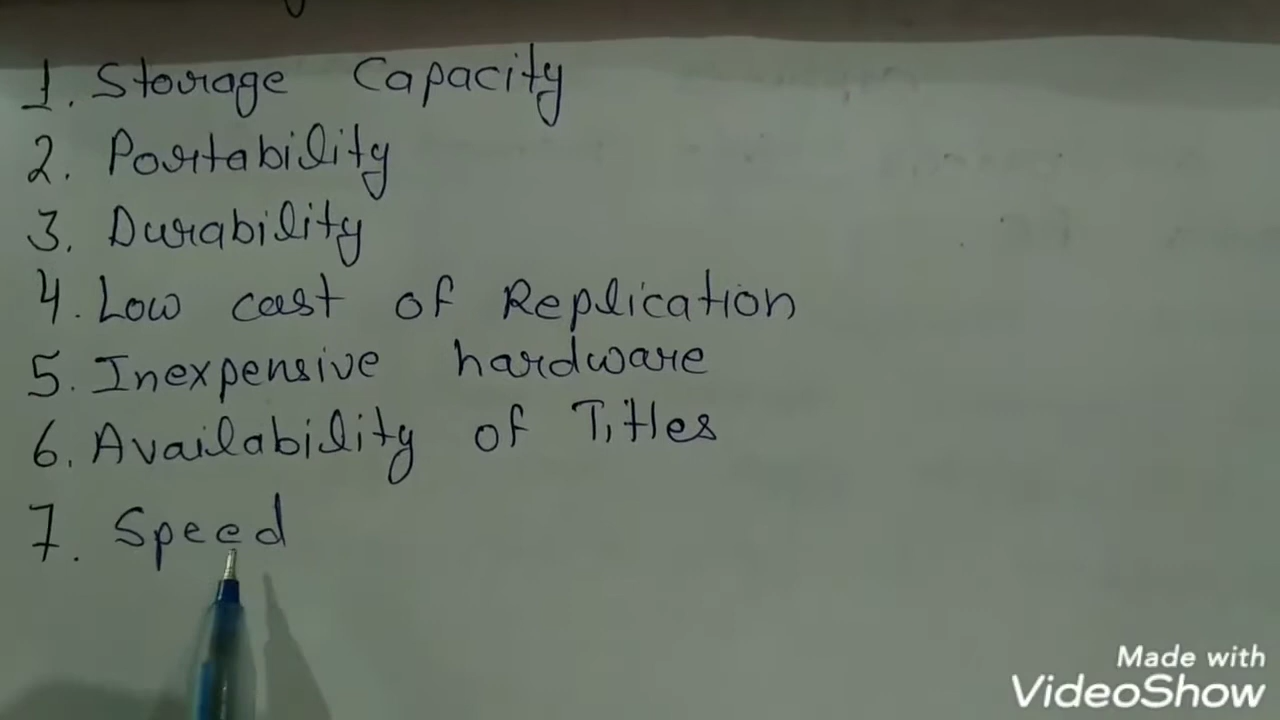 1. Storage Capacity
2. Portability
3. Durability
4. Low cost of Replication
5. Inexpensive hardware
6. Availability of Titles
7. Speed
Made with
VideoShow